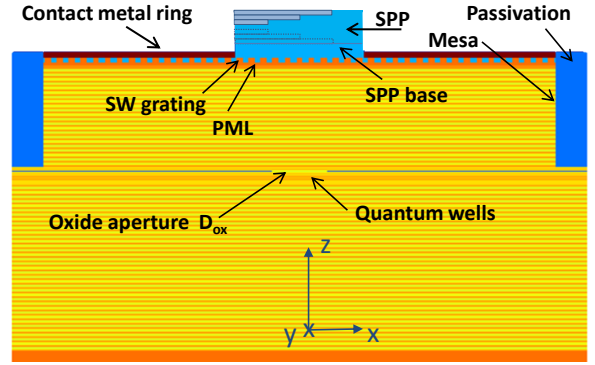 Contact metal ring
SPP
Passivation
Mesa
SW grating
SPP base
PML
Oxide aperture Dox
Quantum wells
z
y
x